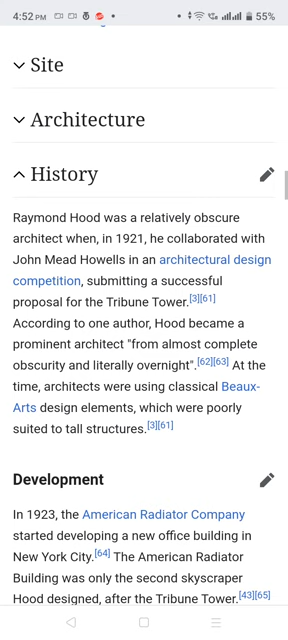 4:52 PM
55%
Site
Architecture
History
Raymond Hood was a relatively obscure
architect when, in 1921, he collaborated with
John Mead Howells in an architectural design
competition, submitting a successful
proposal for the Tribune Tower.[3][61]
According to one author, Hood became a
prominent architect "from almost complete
obscurity and literally overnight".[62][63] At the
time, architects were using classical Beaux-
Arts design elements, which were poorly
suited to tall structures.[3][61]
Development
In 1923, the American Radiator Company
started developing a new office building in
New York City.[64] The American Radiator
Building was only the second skyscraper
Hood designed, after the Tribune Tower.[43][65]